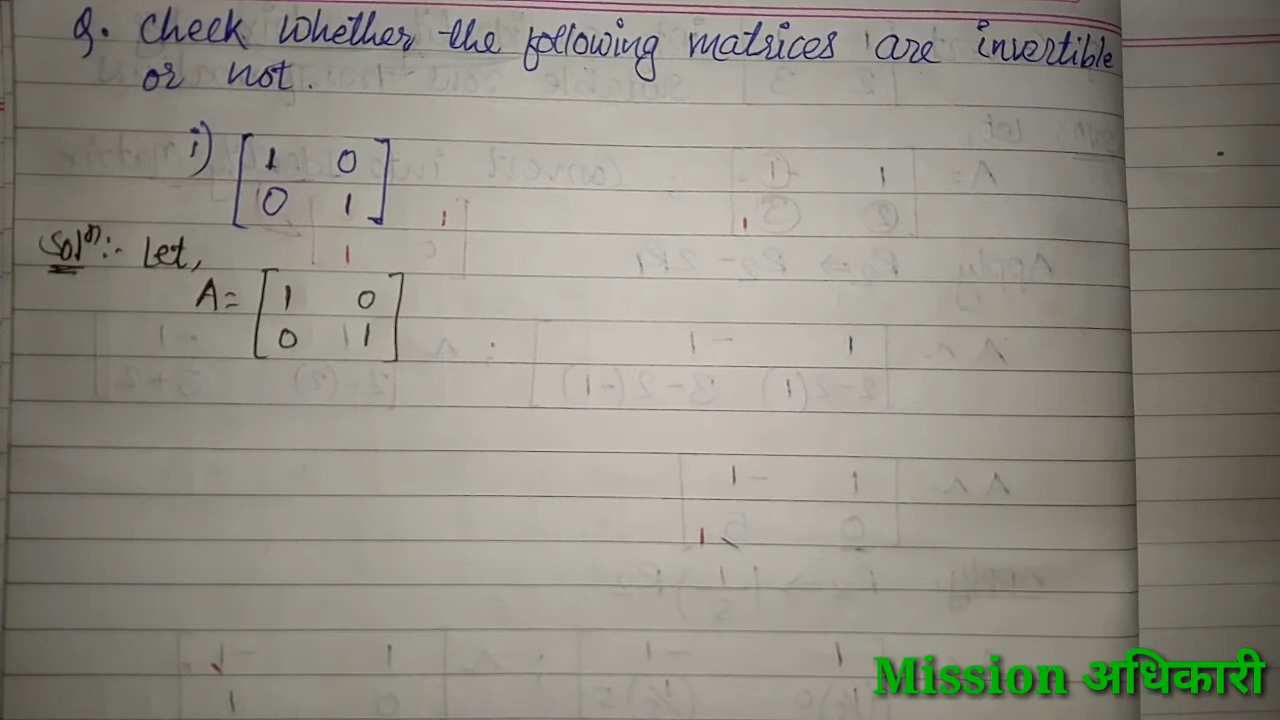 Q. Check whether the following matrices are invertible
or not.
i) [ 1 0
0 1 ]
Solⁿ:- Let,
A = [ 1 0
0 1 ]
Mission अधिकारी